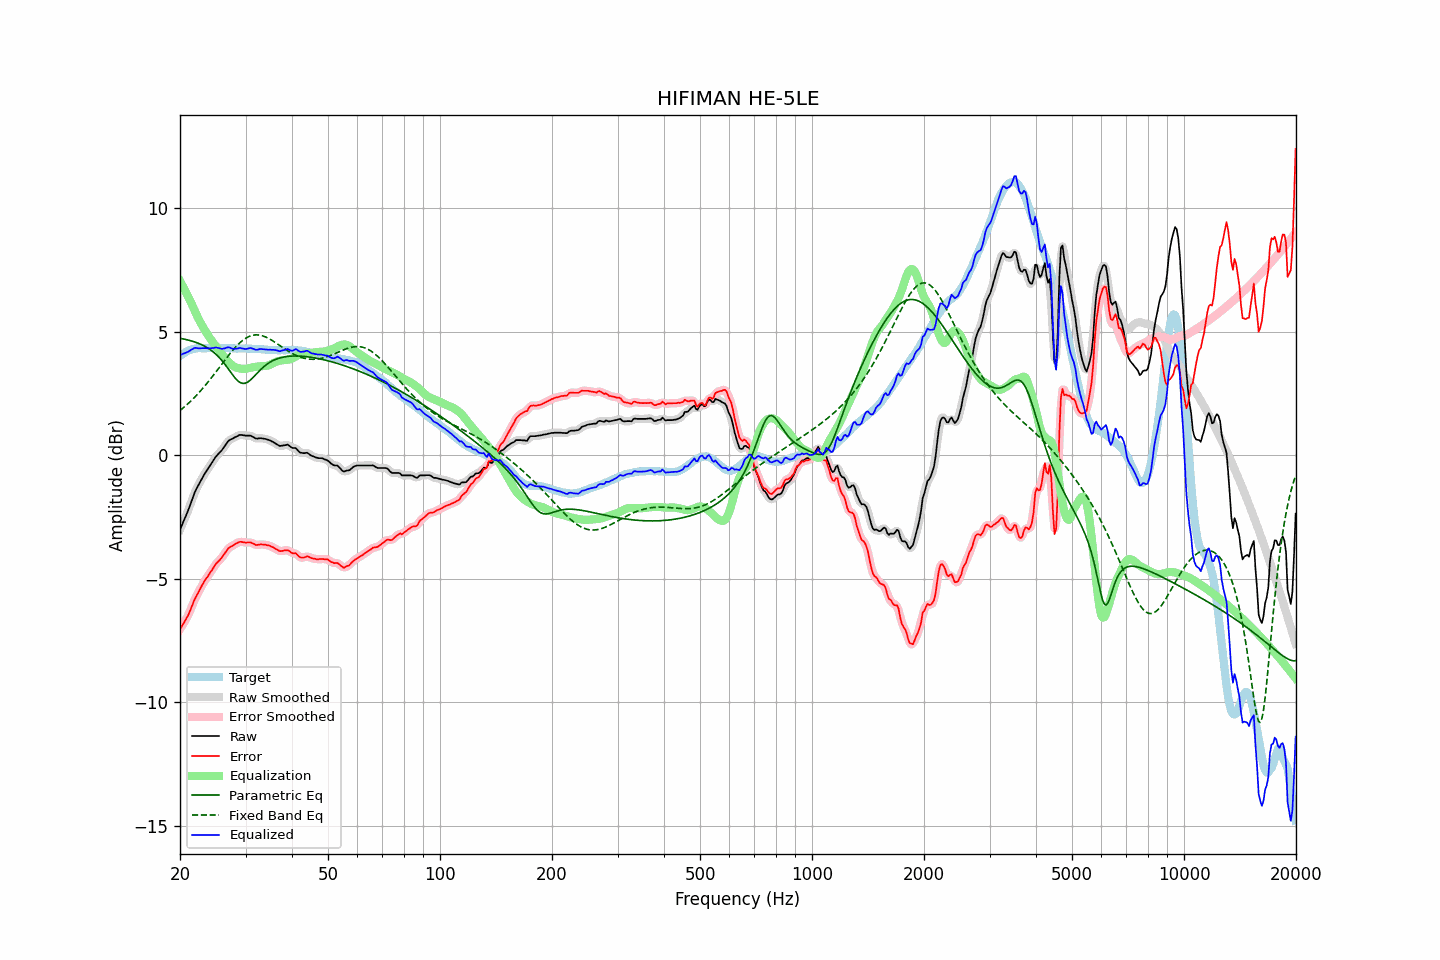 HIFIMAN HE-5LE
Amplitude (dBr)
10
5
0
−5
−10
−15
Target
Raw Smoothed
Error Smoothed
Raw
Error
Equalization
Parametric Eq
Fixed Band Eq
Equalized
20 50 100 200 500 1000 2000 5000 10000 20000
Frequency (Hz)